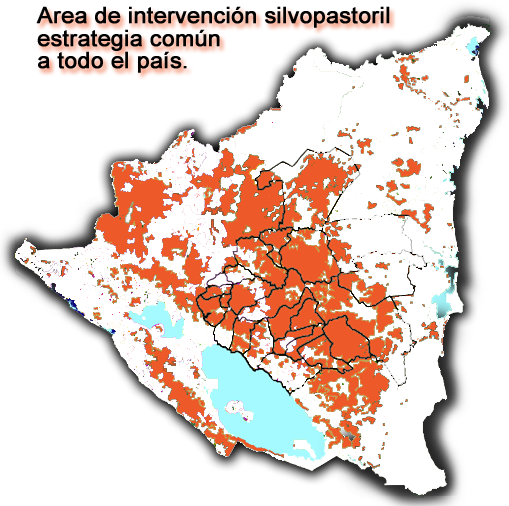 Area de intervención silvopastoril
estrategia común
a todo el país.